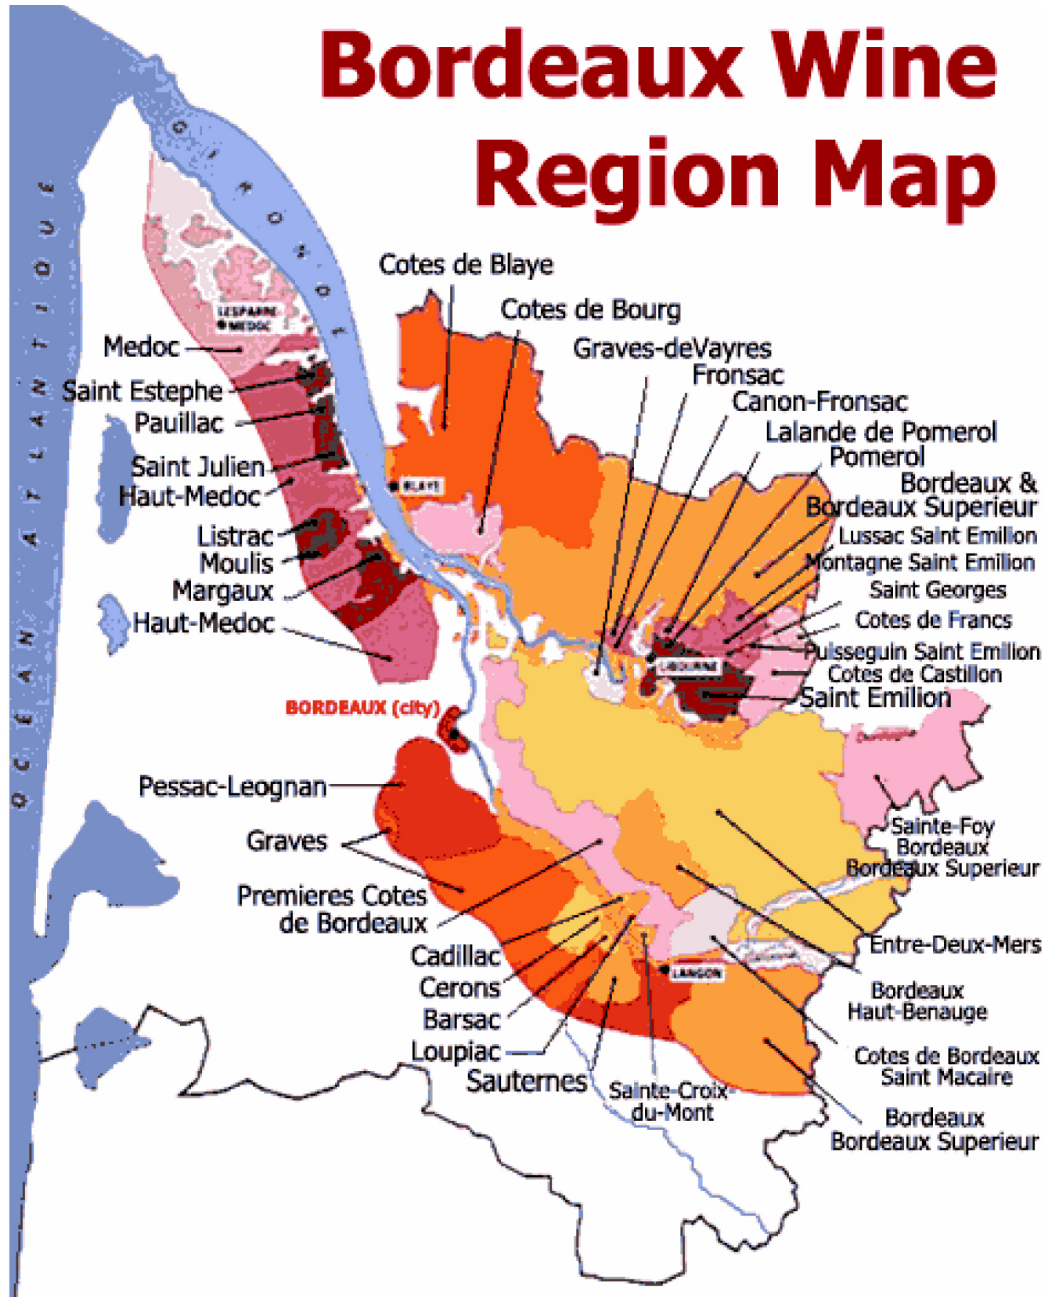 Bordeaux Wine
Region Map
GIRONDE
OCÉAN ATLANTIQUE
Cotes de Blaye
Cotes de Bourg
LESPARRE
MEDOC
Graves-deVayres
Medoc
Fronsac
Saint Estephe
Canon-Fronsac
Pauillac
Lalande de Pomerol
Saint Julien
Pomerol
Haut-Medoc
BLAYE
Bordeaux &
Bordeaux Superieur
Listrac
Lussac Saint Emilion
Moulis
Montagne Saint Emilion
Margaux
Saint Georges
Haut-Medoc
Cotes de Francs
Puisseguin Saint Emilion
LIBOURNE
Cotes de Castillon
Saint Emilion
BORDEAUX (city)
Pessac-Leognan
Graves
Sainte-Foy
Bordeaux
Bordeaux Superieur
Premieres Cotes
de Bordeaux
Cadillac
Entre-Deux-Mers
LANGON
Cerons
Bordeaux
Haut-Benauge
Barsac
Loupiac
Cotes de Bordeaux
Saint Macaire
Sauternes
Sainte-Croix-
du-Mont
Bordeaux
Bordeaux Superieur